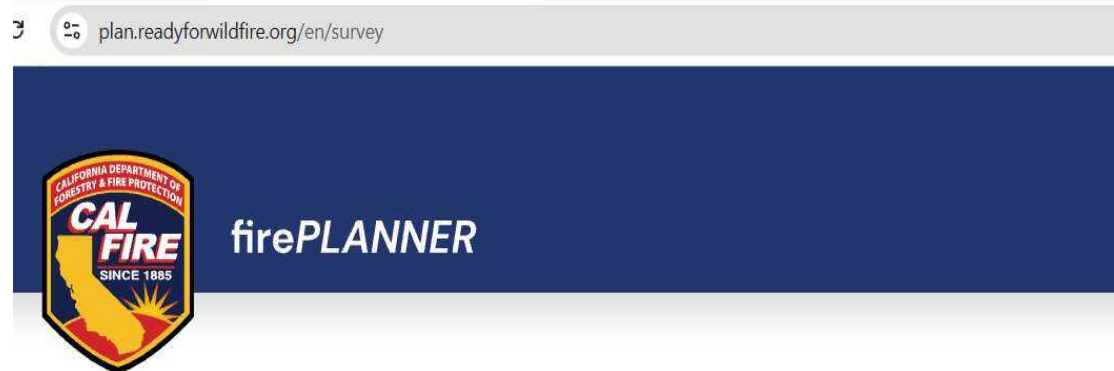 plan.readyforwildfire.org/en/survey
CALIFORNIA DEPARTMENT OF
FORESTRY & FIRE PROTECTION
CAL
FIRE
SINCE 1885
firePLANNER